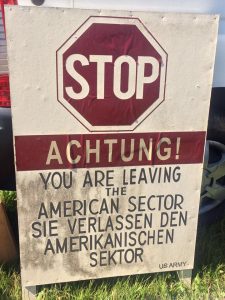 STOP
ACHTUNG!
YOU ARE LEAVING
THE
AMERICAN SECTOR
SIE VERLASSEN DEN
AMERIKANISCHEN
SEKTOR
US ARMY